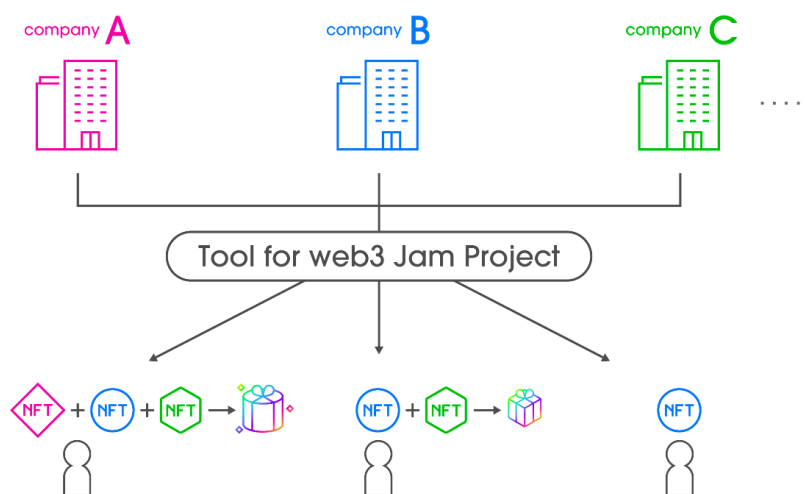 company A
company B
company C
Tool for web3 Jam Project
NFT + NFT + NFT
NFT + NFT
NFT